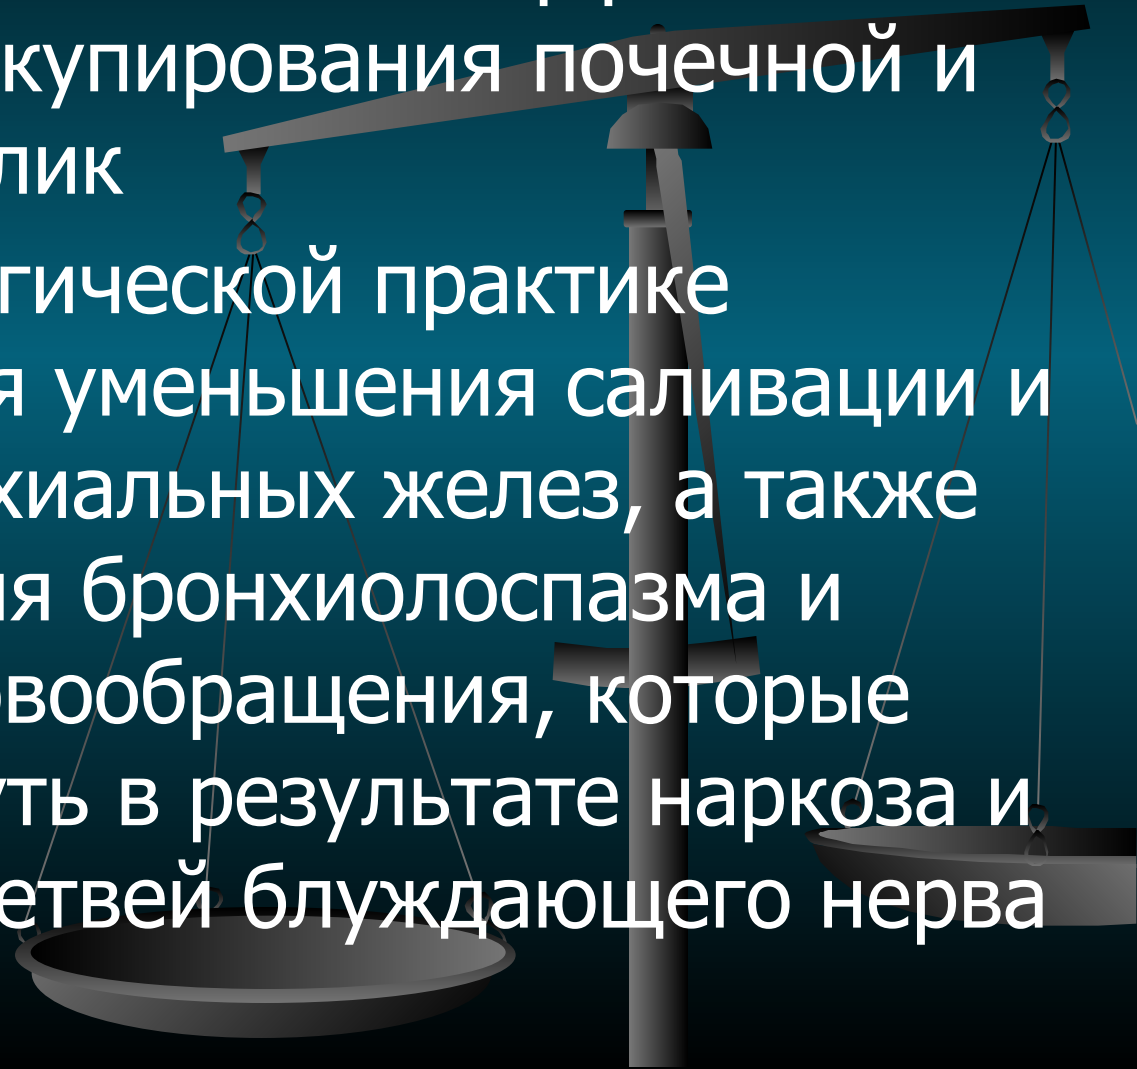 купирования почечной и
лик
гической практике
я уменьшения саливации и
хиальных желез, а также
ия бронхиолоспазма и
овообращения, которые
уть в результате наркоза и
етвей блуждающего нерва